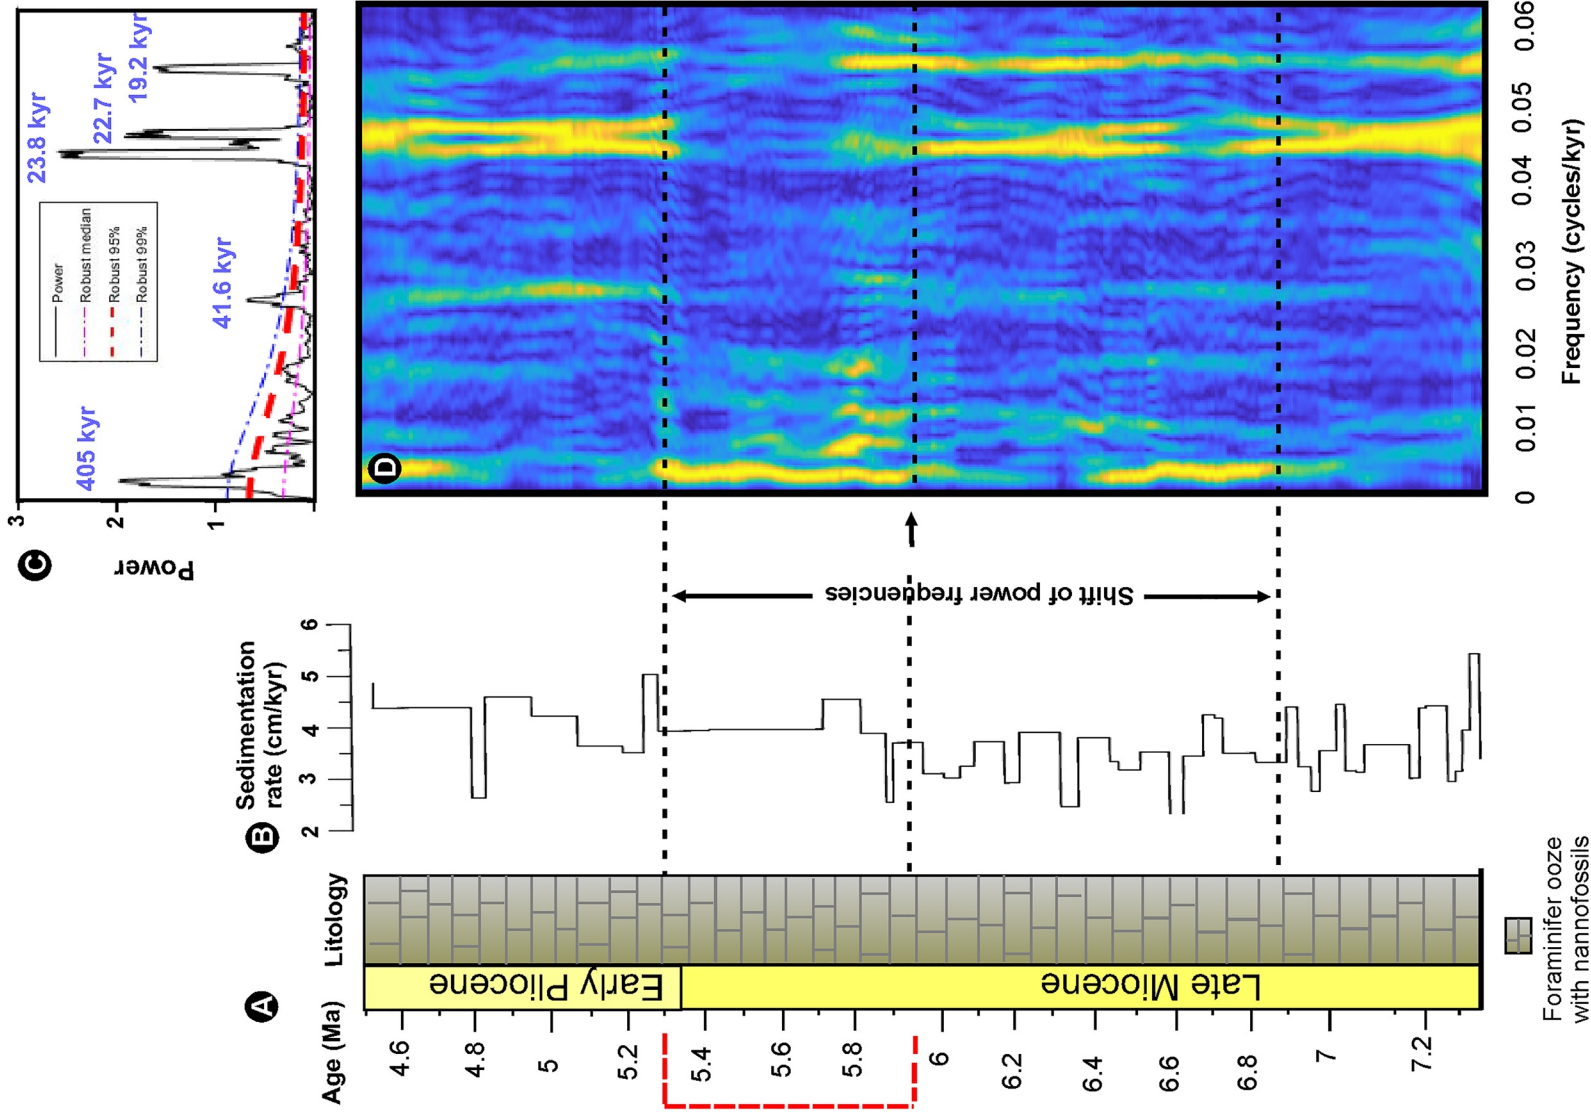 C
Power
3
2
1
405 kyr
41.6 kyr
23.8 kyr
22.7 kyr
19.2 kyr
Power
Robust median
Robust 95%
Robust 99%
D
0
0.01
0.02
0.03
0.04
0.05
0.06
Frequency (cycles/kyr)
Shift of power frequencies
B
Sedimentation
rate (cm/kyr)
2
3
4
5
6
A
Age (Ma)
Litology
Early Pliocene
Late Miocene
4.6
4.8
5
5.2
5.4
5.6
5.8
6
6.2
6.4
6.6
6.8
7
7.2
Foraminifer ooze
with nannofossils